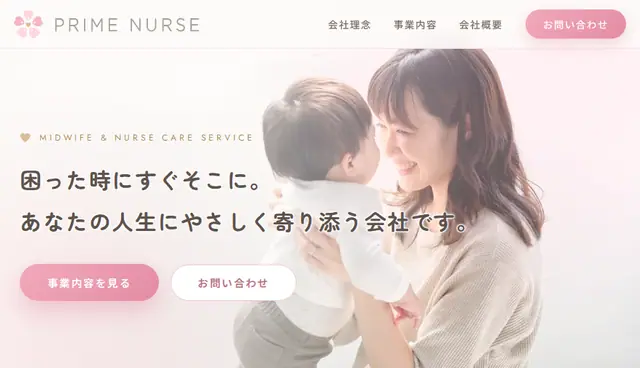 PRIME NURSE
会社理念
事業内容
会社概要
お問い合わせ
MIDWIFE & NURSE CARE SERVICE
困った時にすぐそこに。
あなたの人生にやさしく寄り添う会社です。
事業内容を見る
お問い合わせ